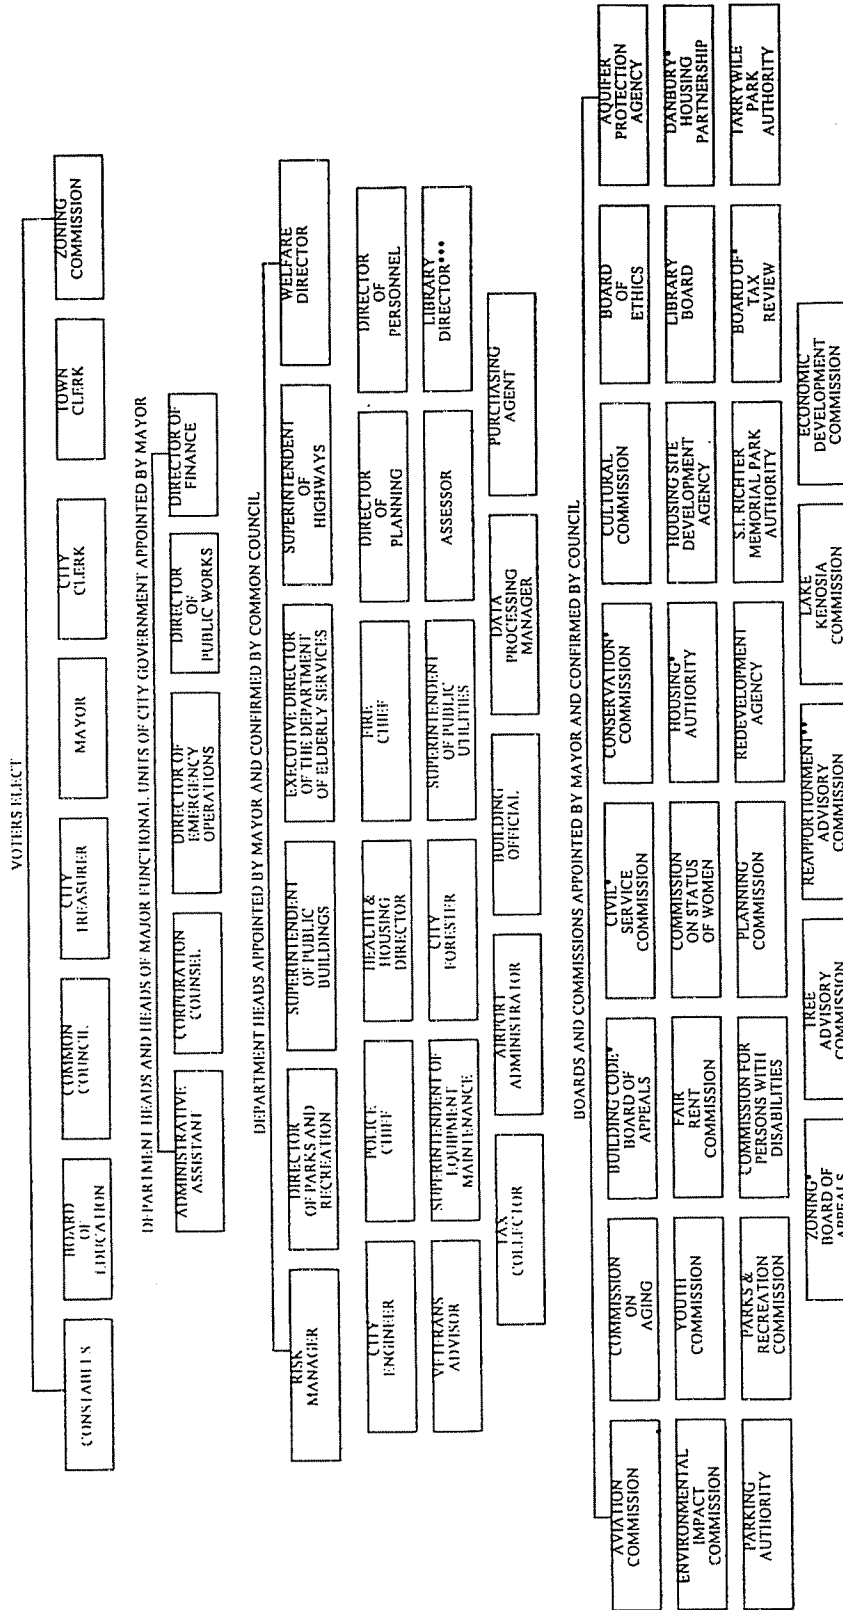 VOTERS ELECT
CONSTABLES
BOARD
OF
EDUCATION
COMMON
COUNCIL
CITY
TREASURER
MAYOR
CITY
CLERK
TOWN
CLERK
ZONING
COMMISSION
DEPARTMENT HEADS AND HEADS OF MAJOR FUNCTIONAL UNITS OF CITY GOVERNMENT APPOINTED BY MAYOR
ADMINISTRATIVE
ASSISTANT
CORPORATION
COUNSEL
DIRECTOR OF
EMERGENCY
OPERATIONS
DIRECTOR
OF
PUBLIC WORKS
DIRECTOR OF
FINANCE
DEPARTMENT HEADS APPOINTED BY MAYOR AND CONFIRMED BY COMMON COUNCIL
RISK
MANAGER
DIRECTOR
OF PARKS AND
RECREATION
SUPERINTENDENT
OF PUBLIC
BUILDINGS
EXECUTIVE DIRECTOR
OF THE DEPARTMENT
OF ELDERLY SERVICES
SUPERINTENDENT
OF
HIGHWAYS
WELFARE
DIRECTOR
CITY
ENGINEER
POLICE
CHIEF
HEALTH &
HOUSING
DIRECTOR
FIRE
CHIEF
DIRECTOR
OF
PLANNING
DIRECTOR
OF
PERSONNEL
VETERANS
ADVISOR
SUPERINTENDENT OF
EQUIPMENT
MAINTENANCE
CITY
FORESTER
SUPERINTENDENT
OF PUBLIC
UTILITIES
ASSESSOR
LIBRARY
DIRECTOR***
TAX
COLLECTOR
AIRPORT
ADMINISTRATOR
BUILDING
OFFICIAL
DATA
PROCESSING
MANAGER
PURCHASING
AGENT
BOARDS AND COMMISSIONS APPOINTED BY MAYOR AND CONFIRMED BY COUNCIL
AVIATION
COMMISSION
COMMISSION
ON
AGING
BUILDING CODE*
BOARD OF
APPEALS
CIVIL*
SERVICE
COMMISSION
CONSERVATION*
COMMISSION
CULTURAL
COMMISSION
BOARD
OF
ETHICS
AQUIFER
PROTECTION
AGENCY
ENVIRONMENTAL
IMPACT
COMMISSION
YOUTH
COMMISSION
FAIR
RENT
COMMISSION
COMMISSION
ON STATUS
OF WOMEN
HOUSING*
AUTHORITY
HOUSING SITE
DEVELOPMENT
AGENCY
LIBRARY
BOARD
DANBURY*
HOUSING
PARTNERSHIP
PARKING
AUTHORITY
PARKS &
RECREATION
COMMISSION
COMMISSION FOR
PERSONS WITH
DISABILITIES
PLANNING
COMMISSION
REDEVELOPMENT
AGENCY
S.I. RICHTER
MEMORIAL PARK
AUTHORITY
BOARD OF*
TAX
REVIEW
TARRYWILE
PARK
AUTHORITY
ZONING*
BOARD OF
APPEALS
TREE
ADVISORY
COMMISSION
REAPPORTIONMENT**
ADVISORY
COMMISSION
LAKE
KENOSIA
COMMISSION
ECONOMIC
DEVELOPMENT
COMMISSION